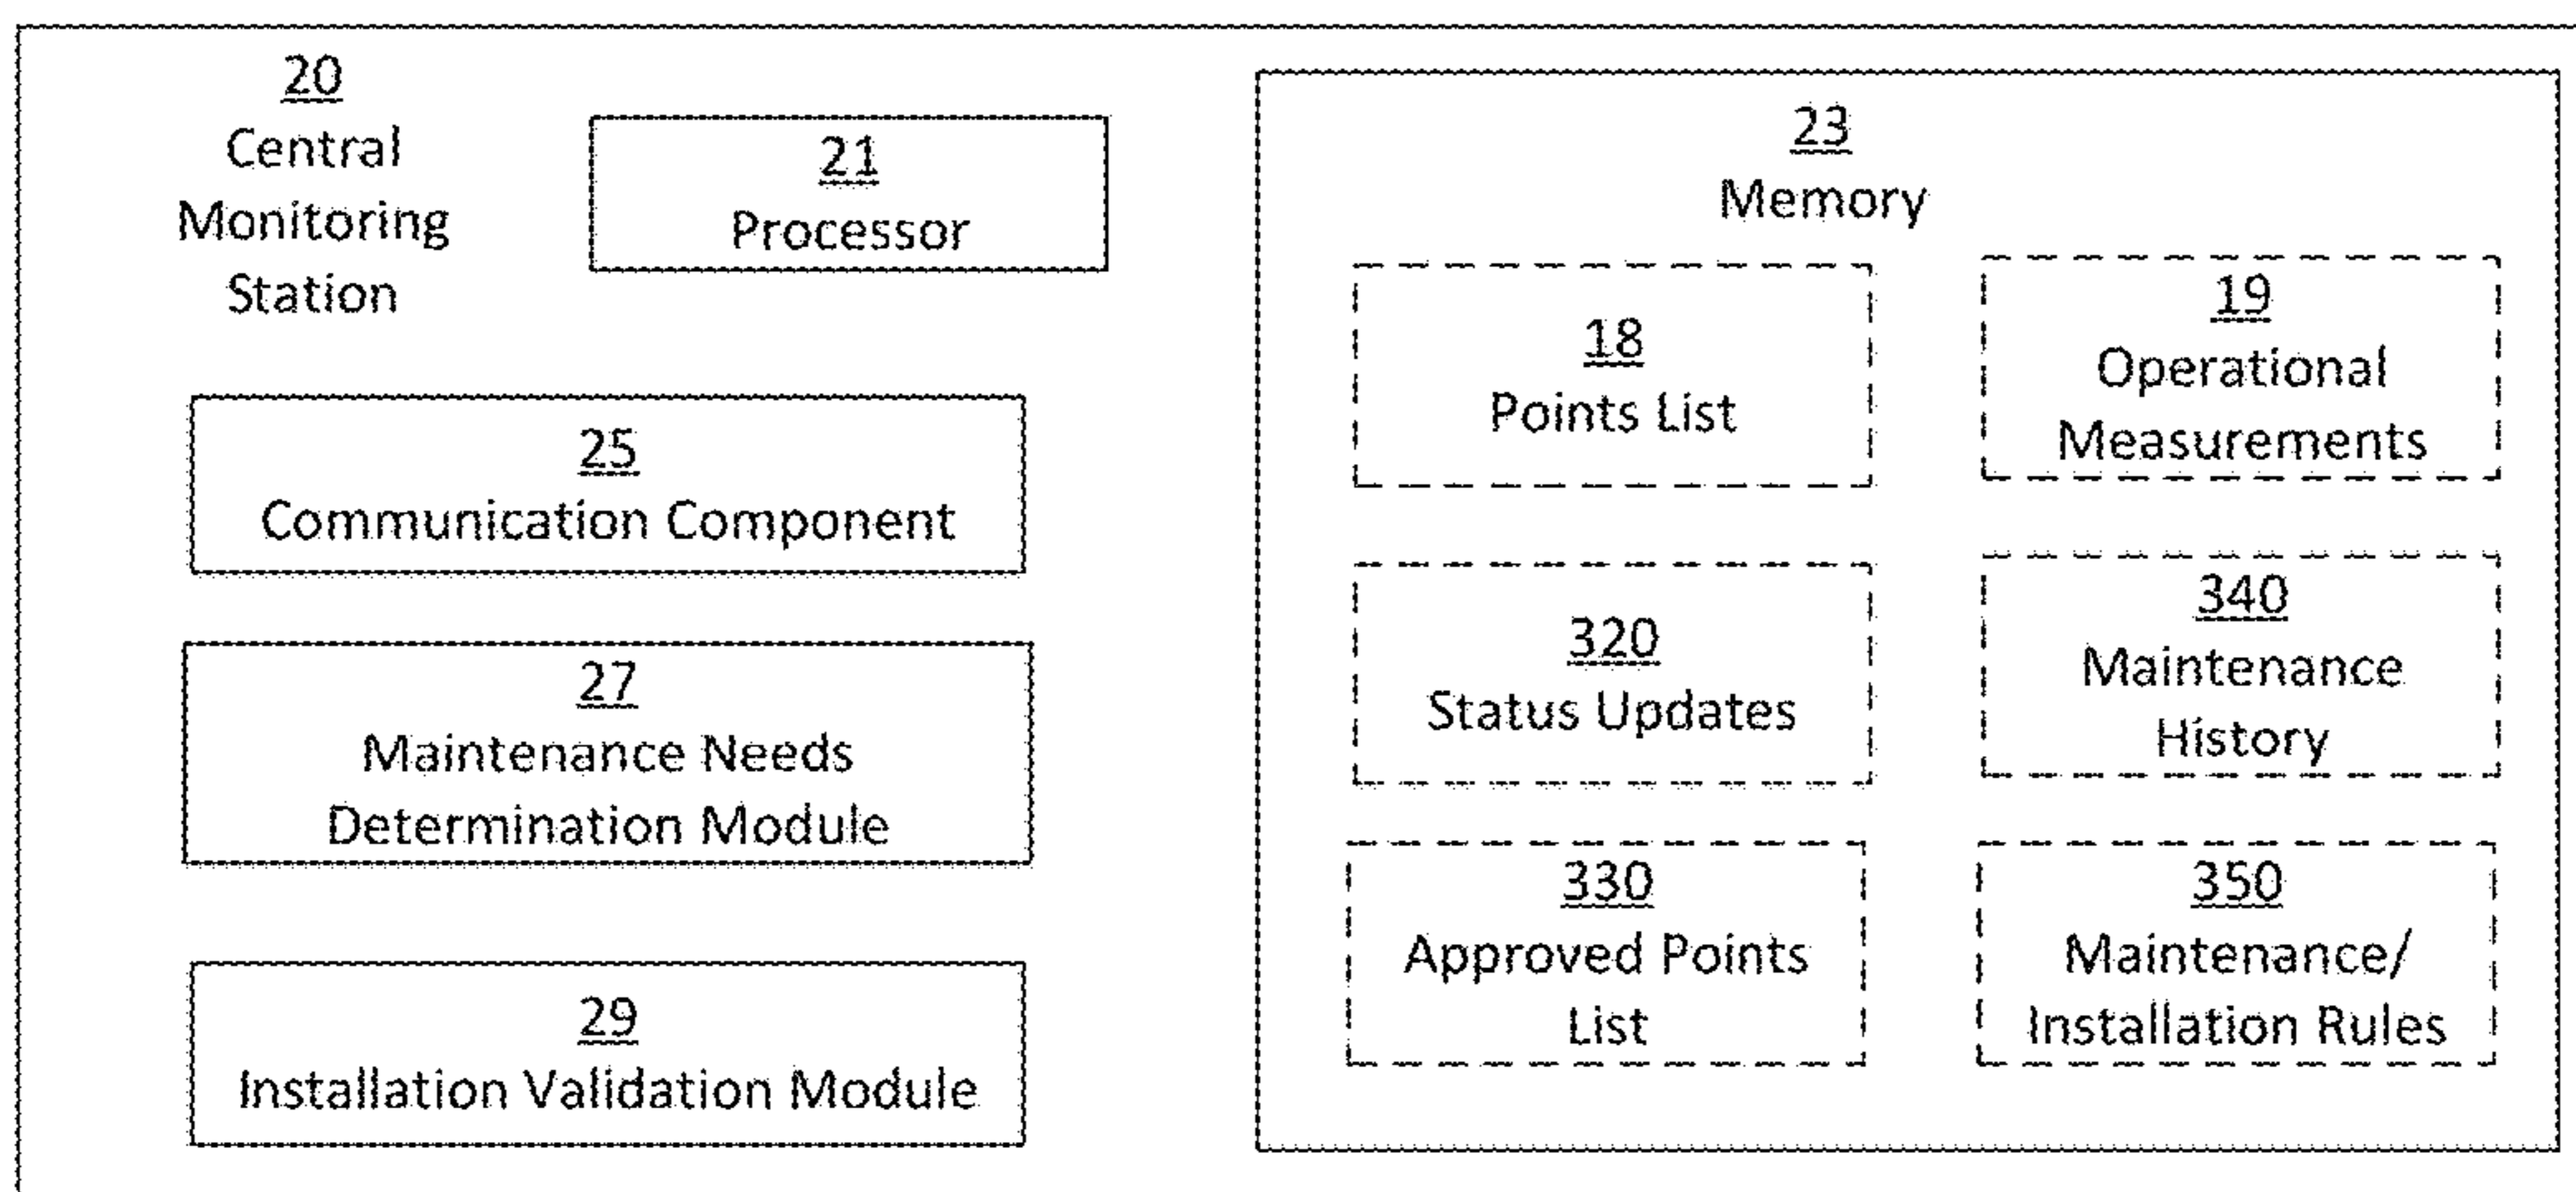 20
Central
Monitoring
Station
21
Processor
25
Communication Component
27
Maintenance Needs
Determination Module
29
Installation Validation Module
23
Memory
18
Points List
19
Operational
Measurements
320
Status Updates
340
Maintenance
History
330
Approved Points
List
350
Maintenance/
Installation Rules